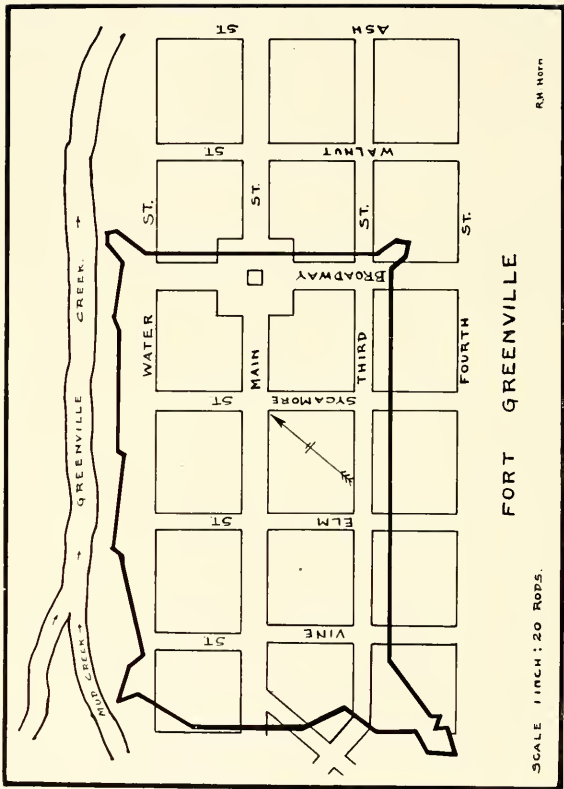 ASH ST.
WALNUT ST.
BROADWAY
SYCAMORE ST.
ELM ST.
VINE ST.
WATER ST.
MAIN ST.
THIRD ST.
FOURTH ST.
GREENVILLE CREEK.
MUD CREEK
R.H. Horn
FORT GREENVILLE
SCALE 1 INCH : 20 RODS.